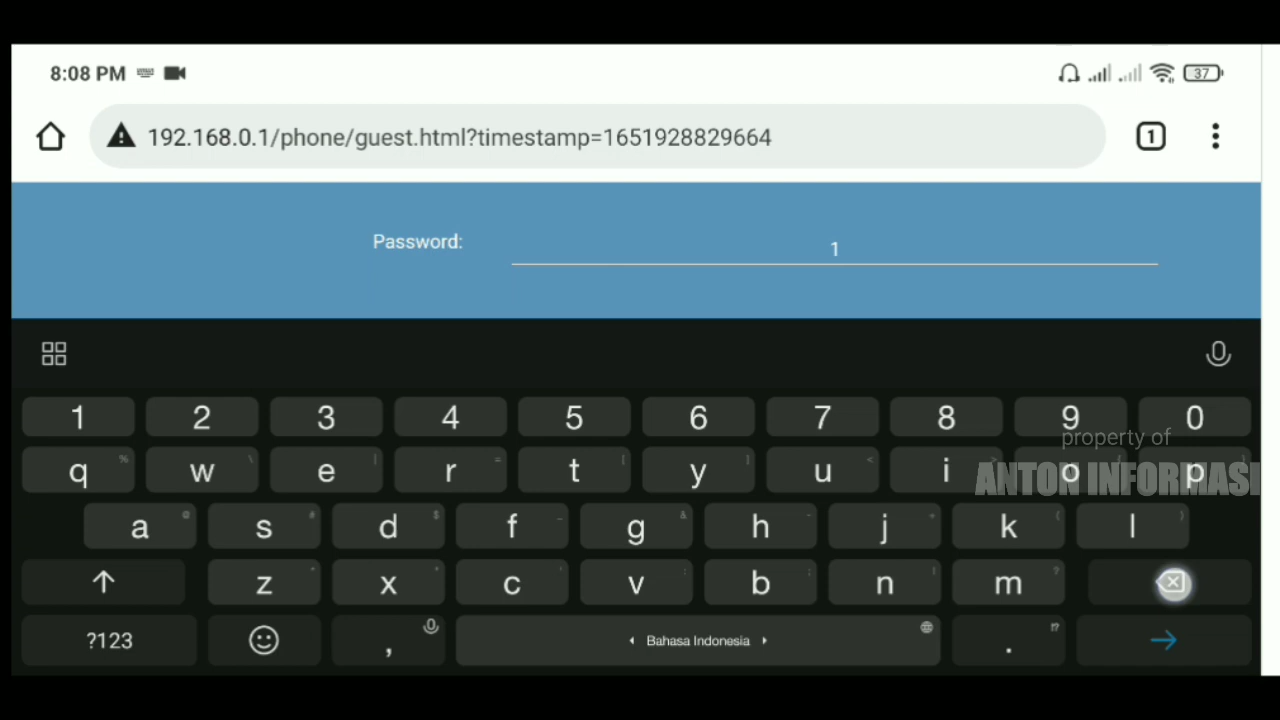 8:08 PM
37
192.168.0.1/phone/guest.html?timestamp=1651928829664
1
Password:
1
1 2 3 4 5 6 7 8 9 0
property of
q w e r t y u i o p
ANTON INFORMASI
a s d f g h j k l
z x c v b n m
?123 , Bahasa Indonesia .